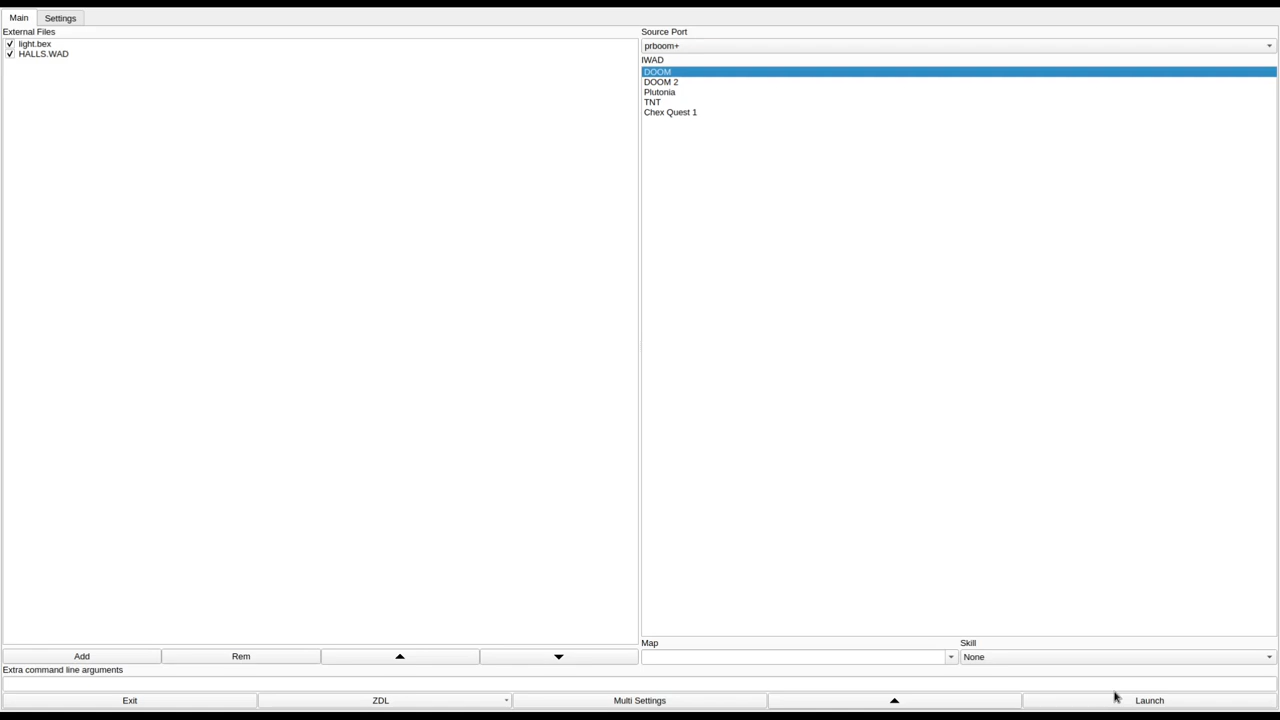 Main Settings
External Files
light.bex
HALLS.WAD
Source Port
prboom+
IWAD
DOOM
DOOM 2
Plutonia
TNT
Chex Quest 1
Map Skill
None
Add Rem
Extra command line arguments
Exit ZDL Multi Settings Launch